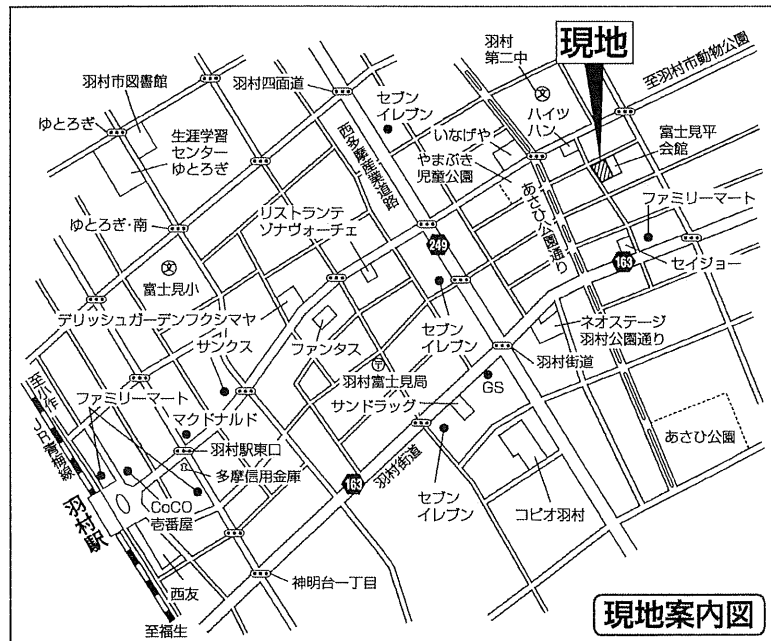 現地
羽村
第二中
至羽村市動物公園
羽村市図書館
羽村四面道
セブン
イレブン
ハイツ
ハン
ゆとろぎ
生涯学習
センター
ゆとろぎ
西多摩産業道路
いなげや
やまぶき
児童公園
富士見平
会館
あさひ公園通り
ファミリーマート
ゆとろぎ・南
リストランテ
ゾナヴォーチェ
249
163
セイジョー
富士見小
デリッシュガーデンフクシマヤ
サンクス
ファンタス
セブン
イレブン
ネオステージ
羽村公園通り
羽村街道
至小作
JR青梅線
ファミリーマート
マクドナルド
羽村富士見局
サンドラッグ
GS
あさひ公園
羽村駅東口
多摩信用金庫
羽村街道
163
羽村駅
CoCo
壱番屋
セブン
イレブン
コピオ羽村
西友
神明台一丁目
至福生
現地案内図